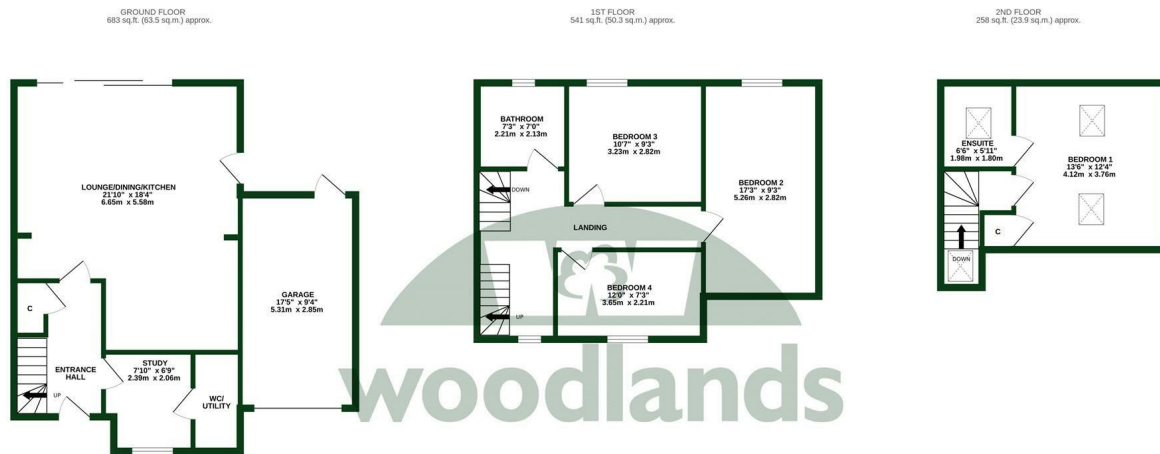 GROUND FLOOR
683 sq.ft. (63.5 sq.m.) approx.
1ST FLOOR
541 sq.ft. (50.3 sq.m.) approx.
2ND FLOOR
258 sq.ft. (23.9 sq.m.) approx.
LOUNGE/DINING/KITCHEN
21'10" x 18'4"
6.65m x 5.58m
C
ENTRANCE
HALL
UP
STUDY
7'10" x 6'9"
2.39m x 2.06m
WC/
UTILITY
GARAGE
17'5" x 9'4"
5.31m x 2.85m
BATHROOM
7'3" x 7'0"
2.21m x 2.13m
BEDROOM 3
10'7" x 9'3"
3.23m x 2.82m
BEDROOM 2
17'3" x 9'3"
5.26m x 2.82m
DOWN
LANDING
BEDROOM 4
12'0" x 7'3"
3.65m x 2.21m
UP
ENSUITE
6'6" x 5'11"
1.98m x 1.80m
BEDROOM 1
13'6" x 12'4"
4.12m x 3.76m
C
DOWN
woodlands